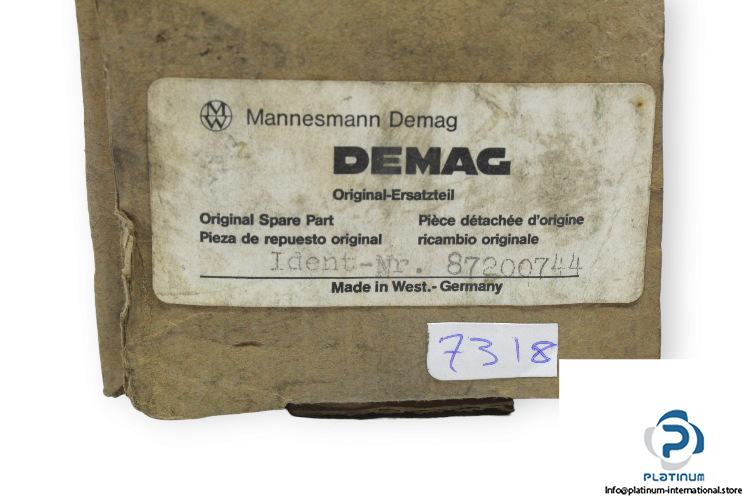 MW Mannesmann Demag
DEMAG
Original-Ersatzteil
Original Spare Part Pièce détachée d'origine
Pieza de repuesto original ricambio originale
Ident-Nr. 87200744
Made in West.- Germany
7318
PLATINUM
Info@platinum-international.store